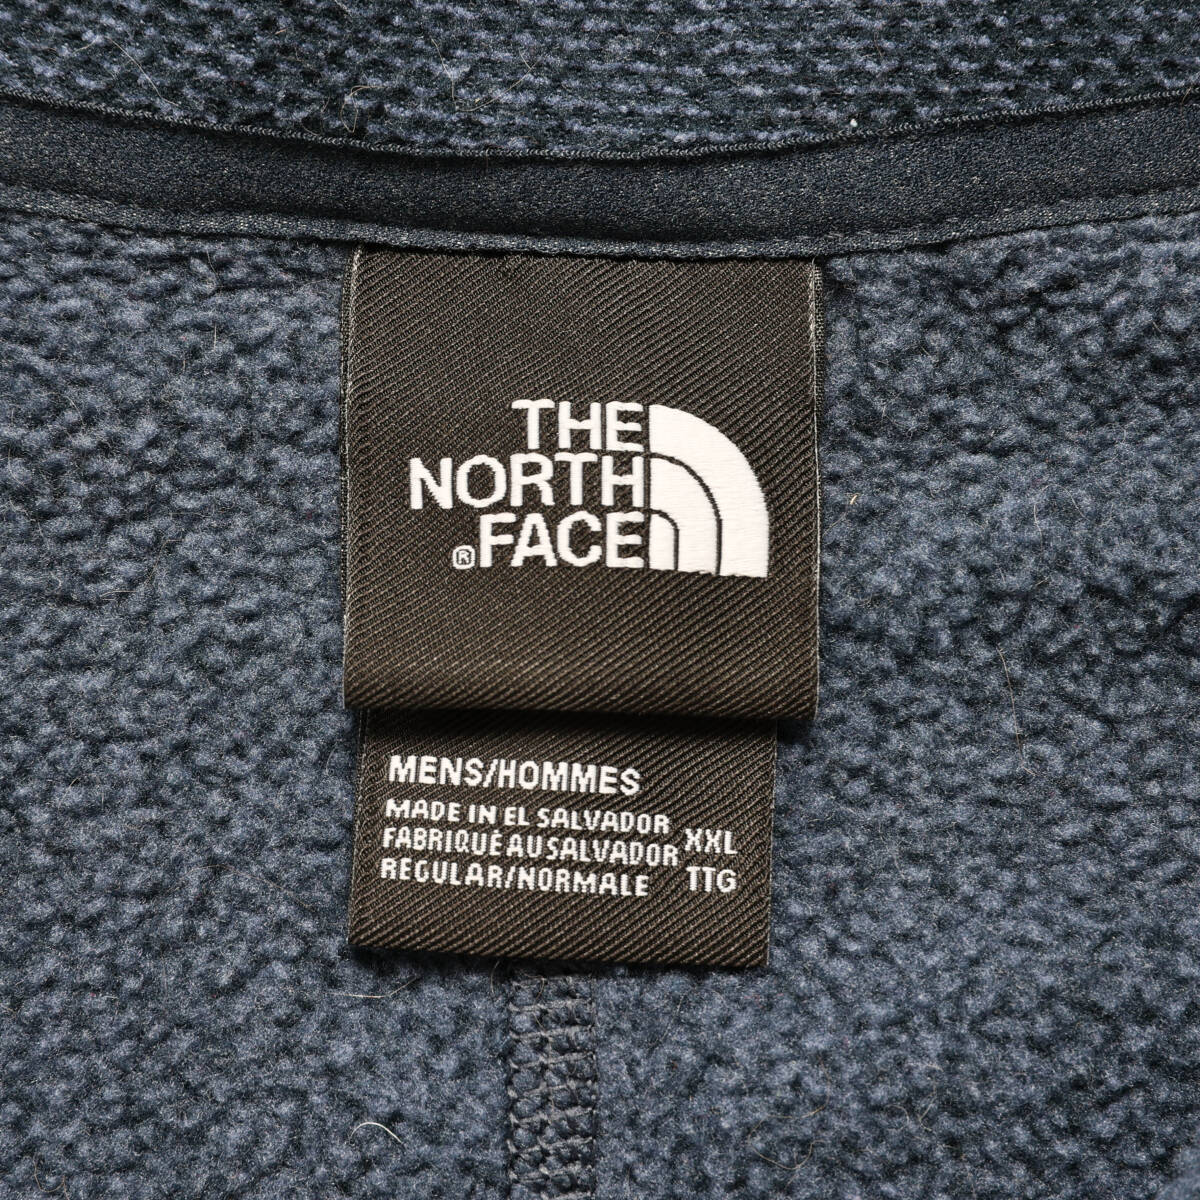 THE
NORTH
®FACE
MENS/HOMMES
MADE IN EL SALVADOR
FABRIQUÉ AU SALVADOR
REGULAR/NORMALE
XXL
TTG